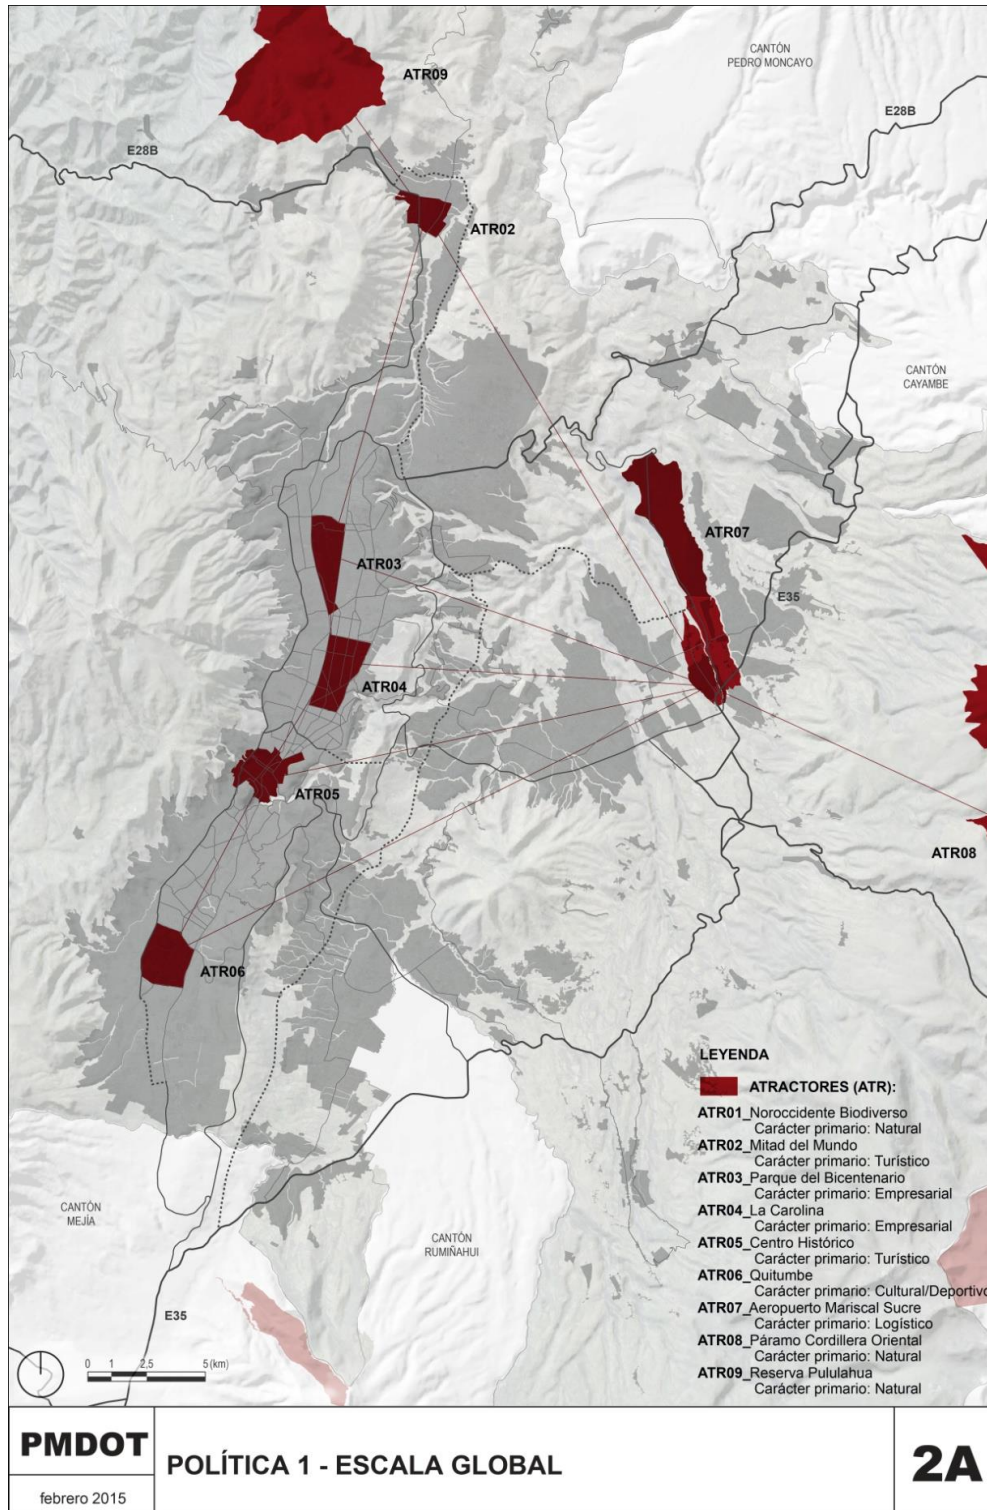 CANTÓN
PEDRO MONCAYO
ATR09
E28B
E28B
ATR02
CANTÓN
CAYAMBE
ATR07
ATR03
E35
ATR04
ATR05
ATR08
ATR06
CANTÓN
MEJÍA
CANTÓN
RUMIÑAHUI
E35
0 1 2,5 5 (km)
LEYENDA
ATRACTORES (ATR):
ATR01_Noroccidente Biodiverso
Carácter primario: Natural
ATR02_Mitad del Mundo
Carácter primario: Turístico
ATR03_Parque del Bicentenario
Carácter primario: Empresarial
ATR04_La Carolina
Carácter primario: Empresarial
ATR05_Centro Histórico
Carácter primario: Turístico
ATR06_Quitumbe
Carácter primario: Cultural/Deportivo
ATR07_Aeropuerto Mariscal Sucre
Carácter primario: Logístico
ATR08_Páramo Cordillera Oriental
Carácter primario: Natural
ATR09_Reserva Pululahua
Carácter primario: Natural
PMDOT
febrero 2015
POLÍTICA 1 - ESCALA GLOBAL
2A